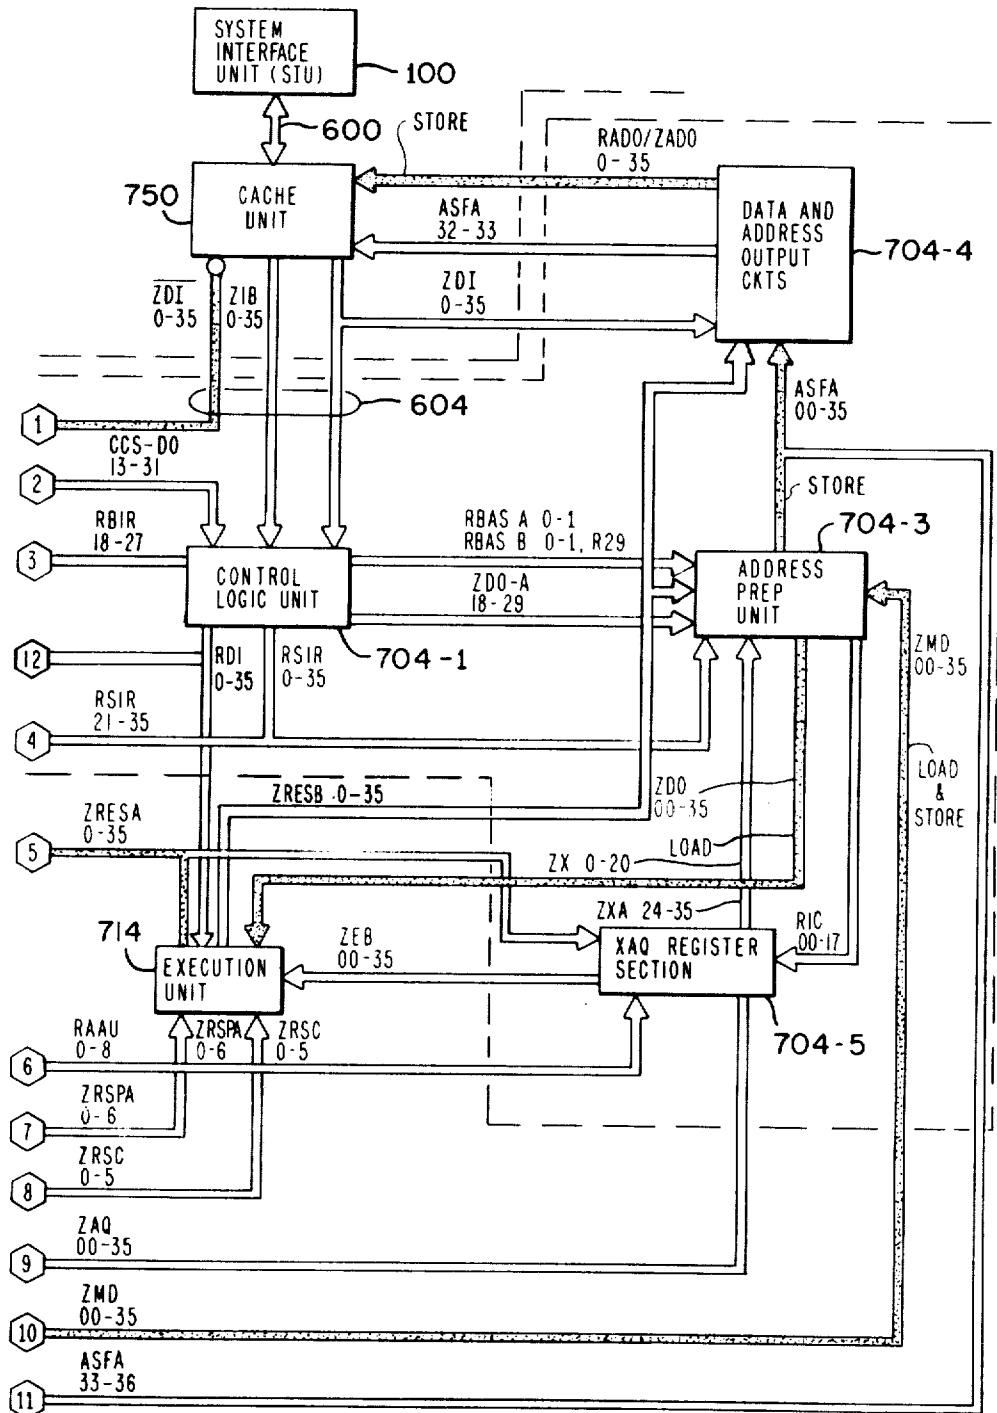 SYSTEM
INTERFACE
UNIT (SIU)
100
600
STORE
RADO/ZADO
0-35
750
CACHE
UNIT
ASFA
32-33
DATA AND
ADDRESS
OUTPUT
CKTS
704-4
ZDI
0-35
ZIB
0-35
ZDI
0-35
604
ASFA
00-35
1
CCS-DO
13-31
2
STORE
RBIR
18-27
3
RBAS A 0-1
RBAS B 0-1, R29
704-3
CONTROL
LOGIC UNIT
ZDO-A
18-29
ADDRESS
PREP
UNIT
704-1
12
RDI
0-35
RSIR
0-35
ZMD
00-35
RSIR
21-35
4
ZRESB 0-35
ZDO
00-35
LOAD
&
STORE
ZRESA
0-35
5
LOAD
ZX 0-20
ZXA 24-35
714
EXECUTION
UNIT
ZEB
00-35
XAQ REGISTER
SECTION
RIC
00-17
704-5
RAAU
0-8
ZRSPA
0-6
ZRSC
0-5
6
ZRSPA
0-6
7
ZRSC
0-5
8
ZAQ
00-35
9
ZMD
00-35
10
ASFA
33-36
11